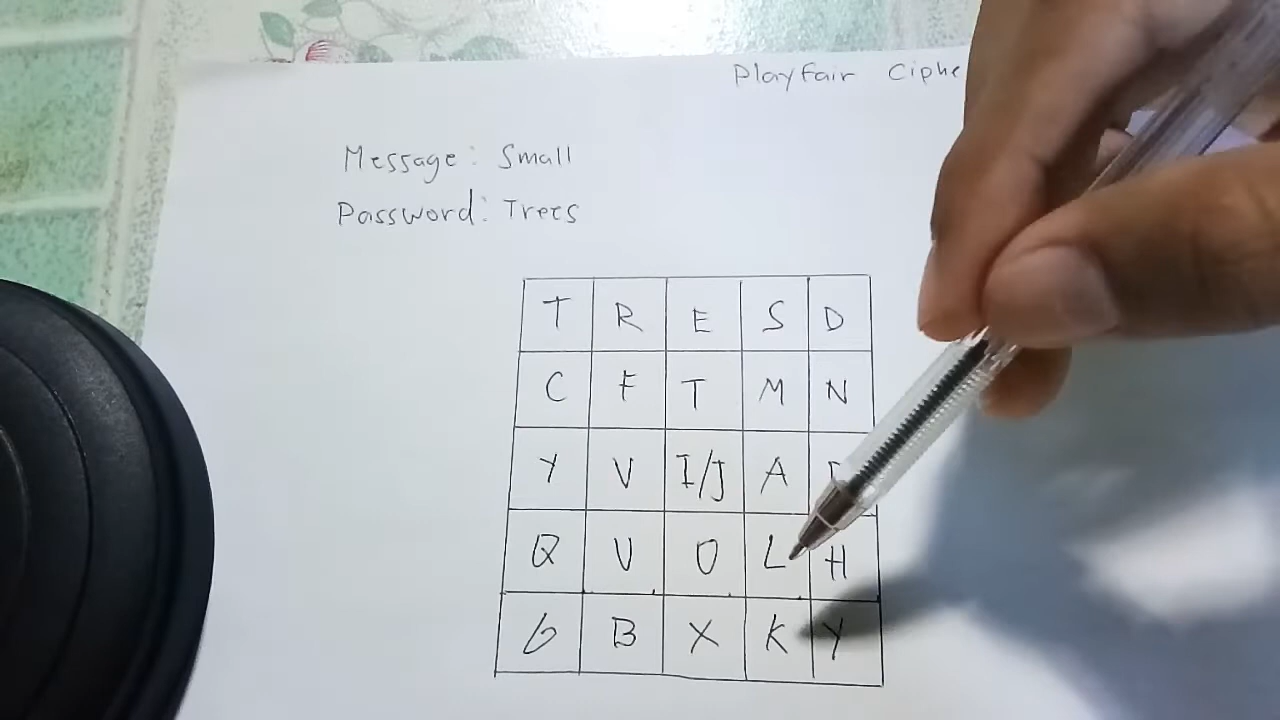 Playfair Ciphe
Message: Small
Password: Trees
T R E S D
C F T M N
Y V I/J A
Q V O L H
G B X K Y